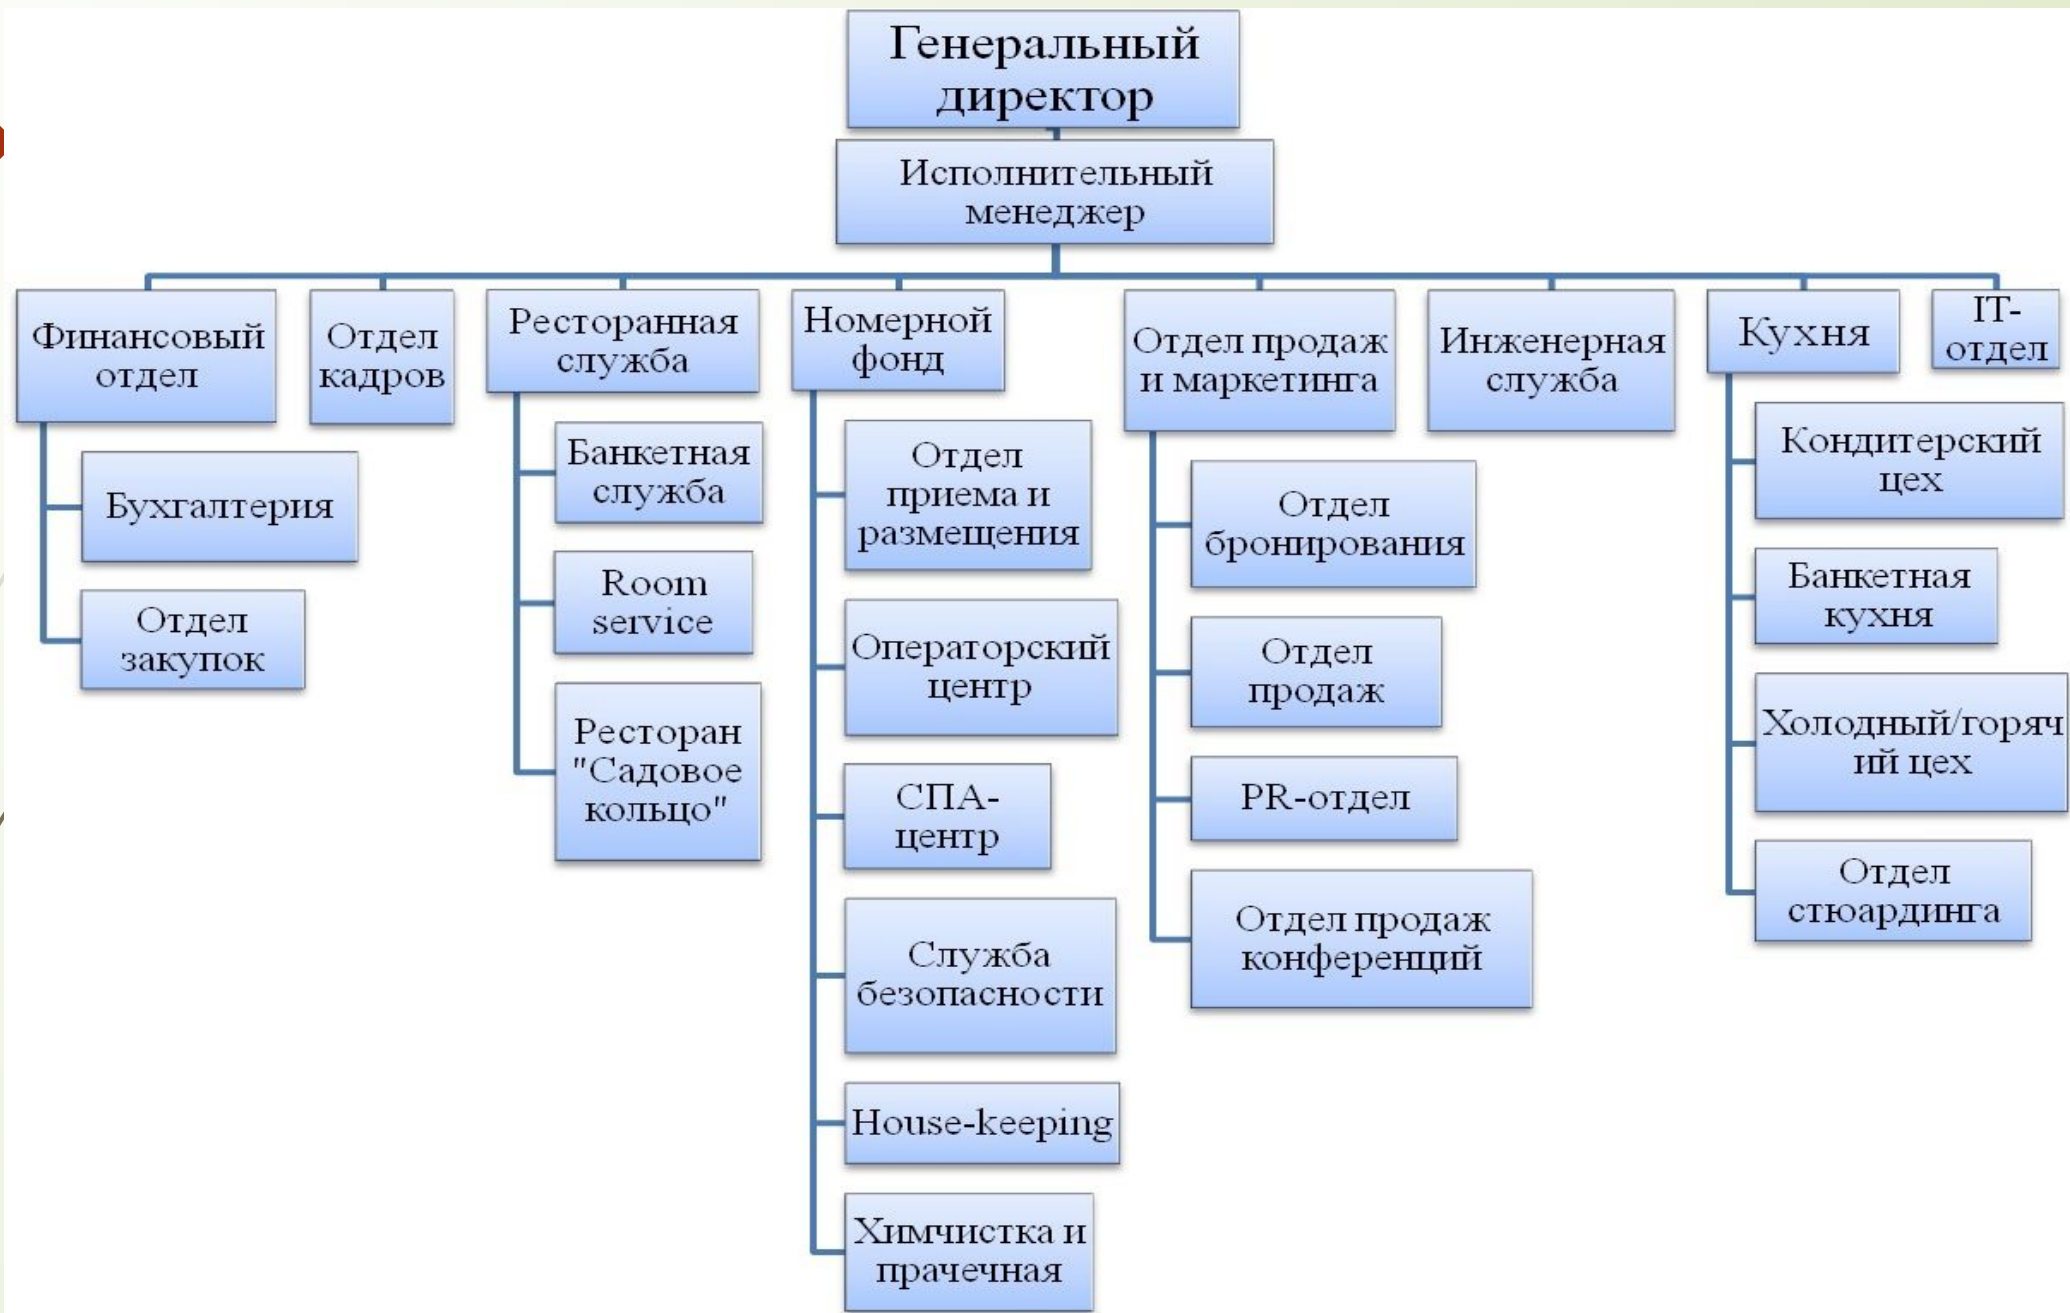 Генеральный
директор
Исполнительный
менеджер
Финансовый
отдел
Бухгалтерия
Отдел
закупок
Отдел
кадров
Ресторанная
служба
Банкетная
служба
Room
service
Ресторан
"Садовое
кольцо"
Номерной
фонд
Отдел
приема и
размещения
Операторский
центр
СПА-
центр
Служба
безопасности
House-keeping
Химчистка и
прачечная
Отдел продаж
и маркетинга
Отдел
бронирования
Отдел
продаж
PR-отдел
Отдел продаж
конференций
Инженерная
служба
Кухня
Кондитерский
цех
Банкетная
кухня
Холодный/горяч
ий цех
Отдел
стюардинга
IT-
отдел